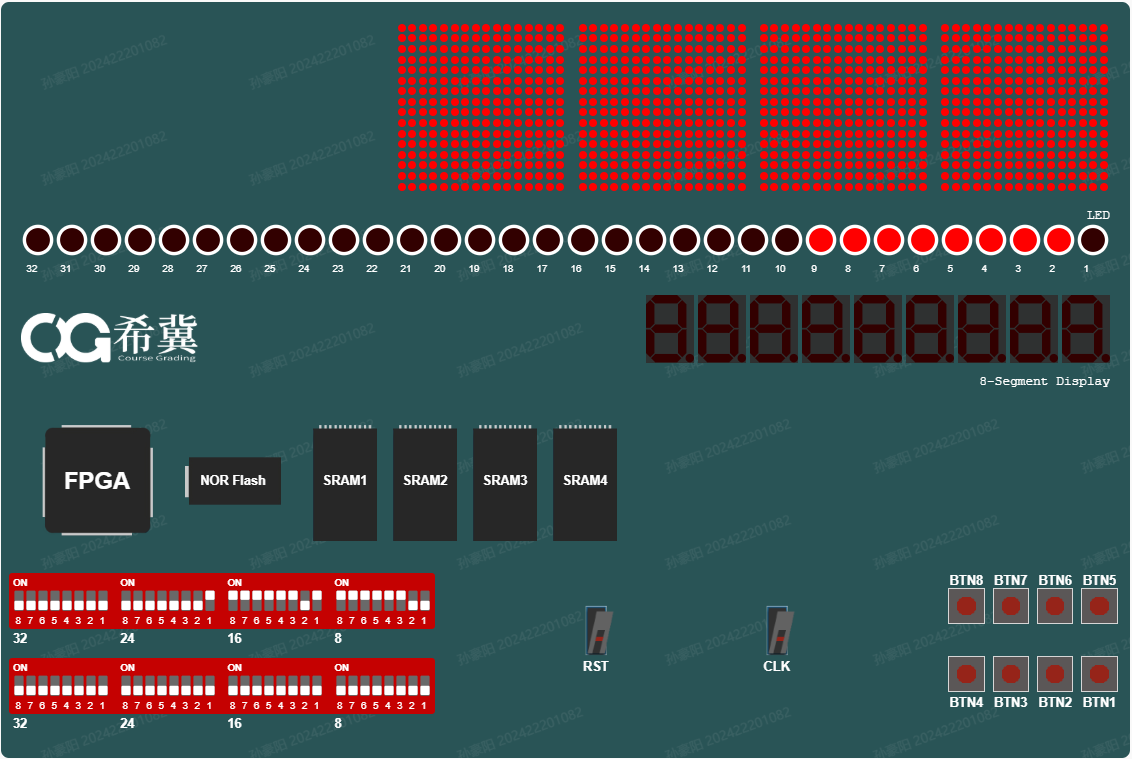 LED
32 31 30 29 28 27 26 25 24 23 22 21 20 19 18 17 16 15 14 13 12 11 10 9 8 7 6 5 4 3 2 1
希冀
Course Grading
8-Segment Display
FPGA
NOR Flash
SRAM1
SRAM2
SRAM3
SRAM4
ON ON ON ON
8 7 6 5 4 3 2 1 8 7 6 5 4 3 2 1 8 7 6 5 4 3 2 1 8 7 6 5 4 3 2 1
32 24 16 8
ON ON ON ON
8 7 6 5 4 3 2 1 8 7 6 5 4 3 2 1 8 7 6 5 4 3 2 1 8 7 6 5 4 3 2 1
32 24 16 8
RST
CLK
BTN8 BTN7 BTN6 BTN5
BTN4 BTN3 BTN2 BTN1
202422201082